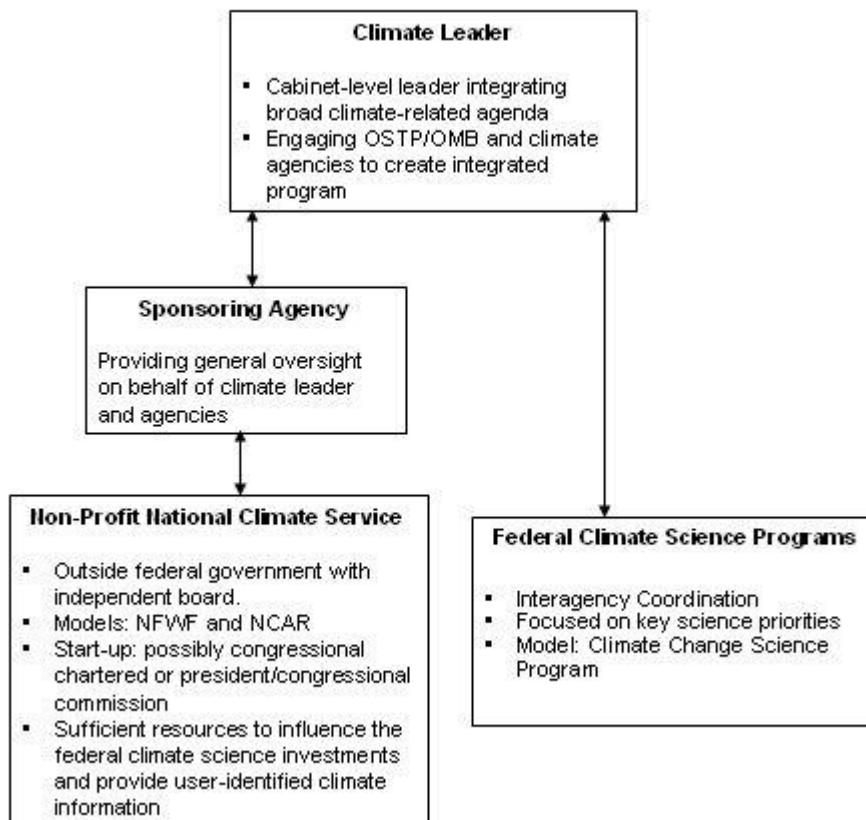 Climate Leader
▪ Cabinet-level leader integrating
broad climate-related agenda
▪ Engaging OSTP/OMB and climate
agencies to create integrated
program
Sponsoring Agency
Providing general oversight
on behalf of climate leader
and agencies
Non-Profit National Climate Service
▪ Outside federal government with
independent board.
▪ Models: NFWF and NCAR
▪ Start-up: possibly congressional
chartered or president/congressional
commission
▪ Sufficient resources to influence the
federal climate science investments
and provide user-identified climate
information
Federal Climate Science Programs
▪ Interagency Coordination
▪ Focused on key science priorities
▪ Model: Climate Change Science
Program